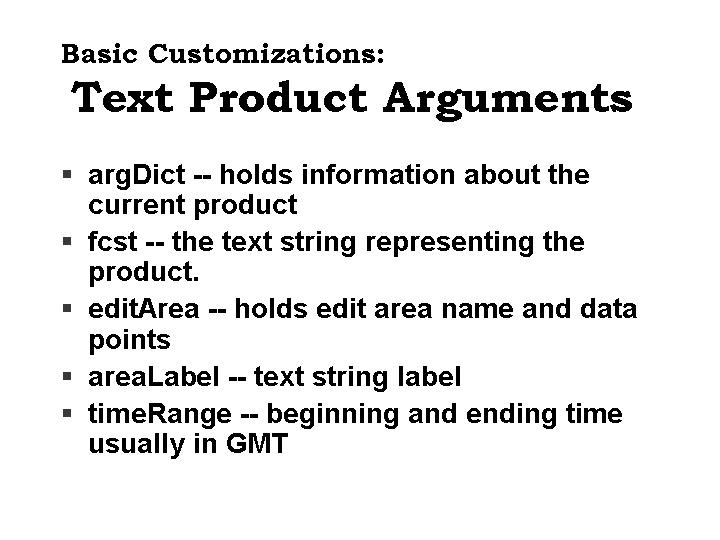 Basic Customizations:
Text Product Arguments
▪ arg.Dict -- holds information about the
current product
▪ fcst -- the text string representing the
product.
▪ edit.Area -- holds edit area name and data
points
▪ area.Label -- text string label
▪ time.Range -- beginning and ending time
usually in GMT